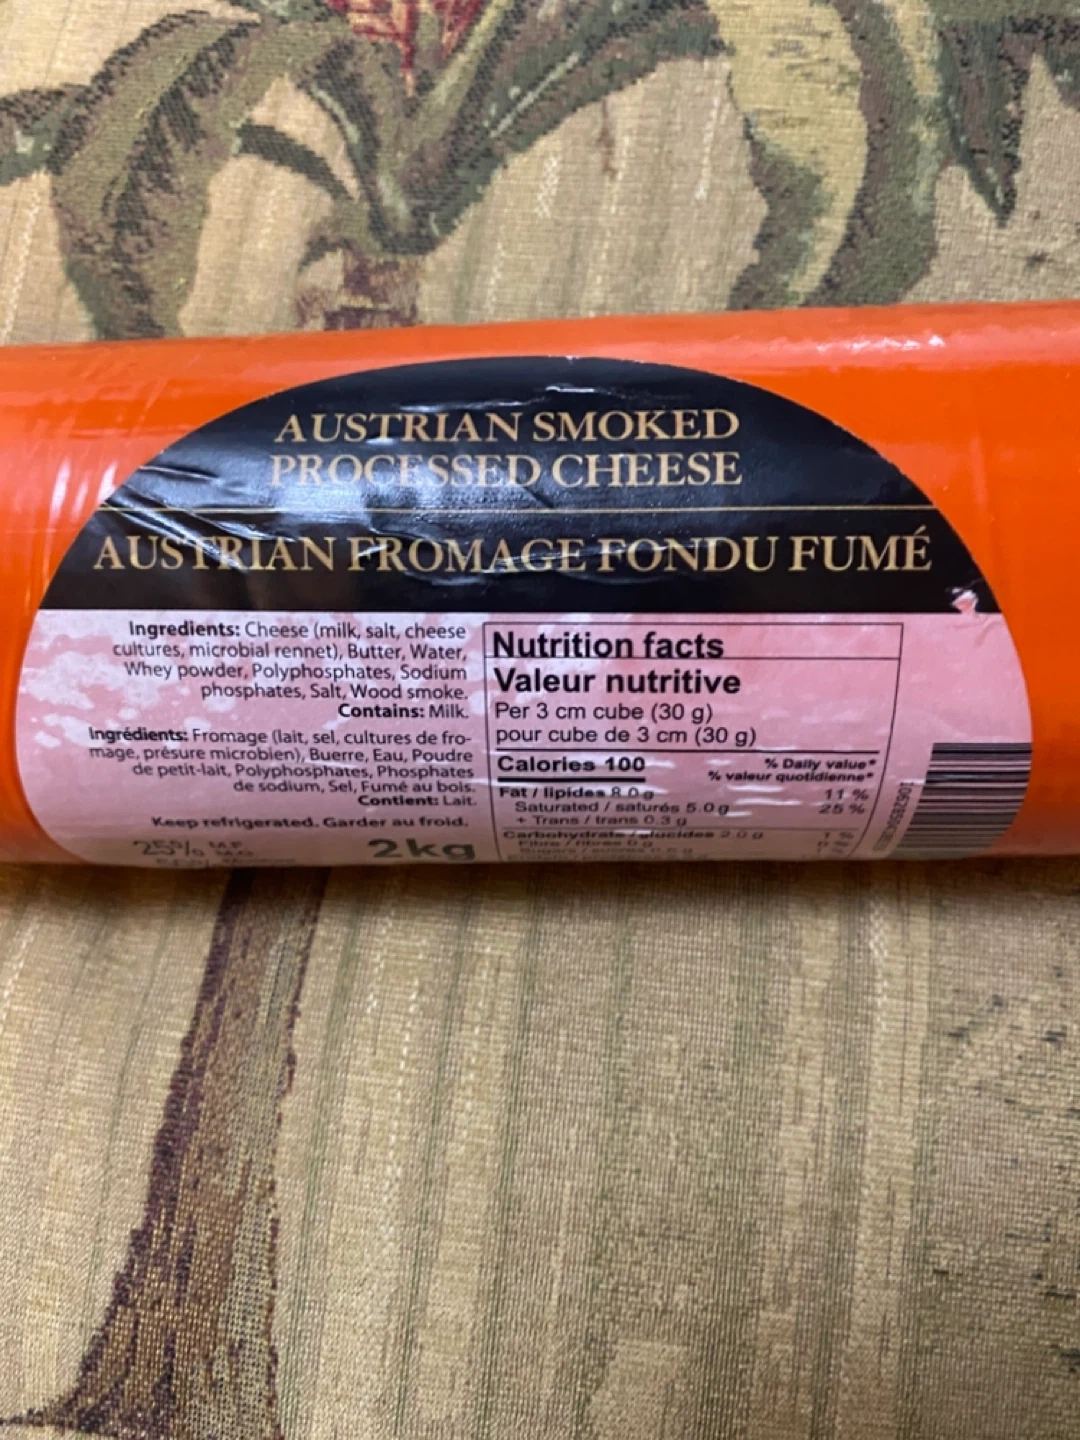 AUSTRIAN SMOKED
PROCESSED CHEESE
AUSTRIAN FROMAGE FONDU FUMÉ
Ingredients: Cheese (milk, salt, cheese
cultures, microbial rennet), Butter, Water,
Whey powder, Polyphosphates, Sodium
phosphates, Salt, Wood smoke.
Contains: Milk.
Ingrédients: Fromage (lait, sel, cultures de fro-
mage, présure microbien), Buerre, Eau, Poudre
de petit-lait, Polyphosphates, Phosphates
de sodium, Sel, Fumé au bois.
Contient: Lait.
Keep refrigerated. Garder au froid.
25% M.F.
2kg
Nutrition facts
Valeur nutritive
Per 3 cm cube (30 g)
pour cube de 3 cm (30 g)
Calories 100
% Daily value*
% valeur quotidienne*
Fat / lipides 8.0 g 11 %
Saturated / saturés 5.0 g 25 %
+ Trans / trans 0.3 g
Carbohydrate / glucides 2.0 g 1 %
Fibre / fibres 0 g